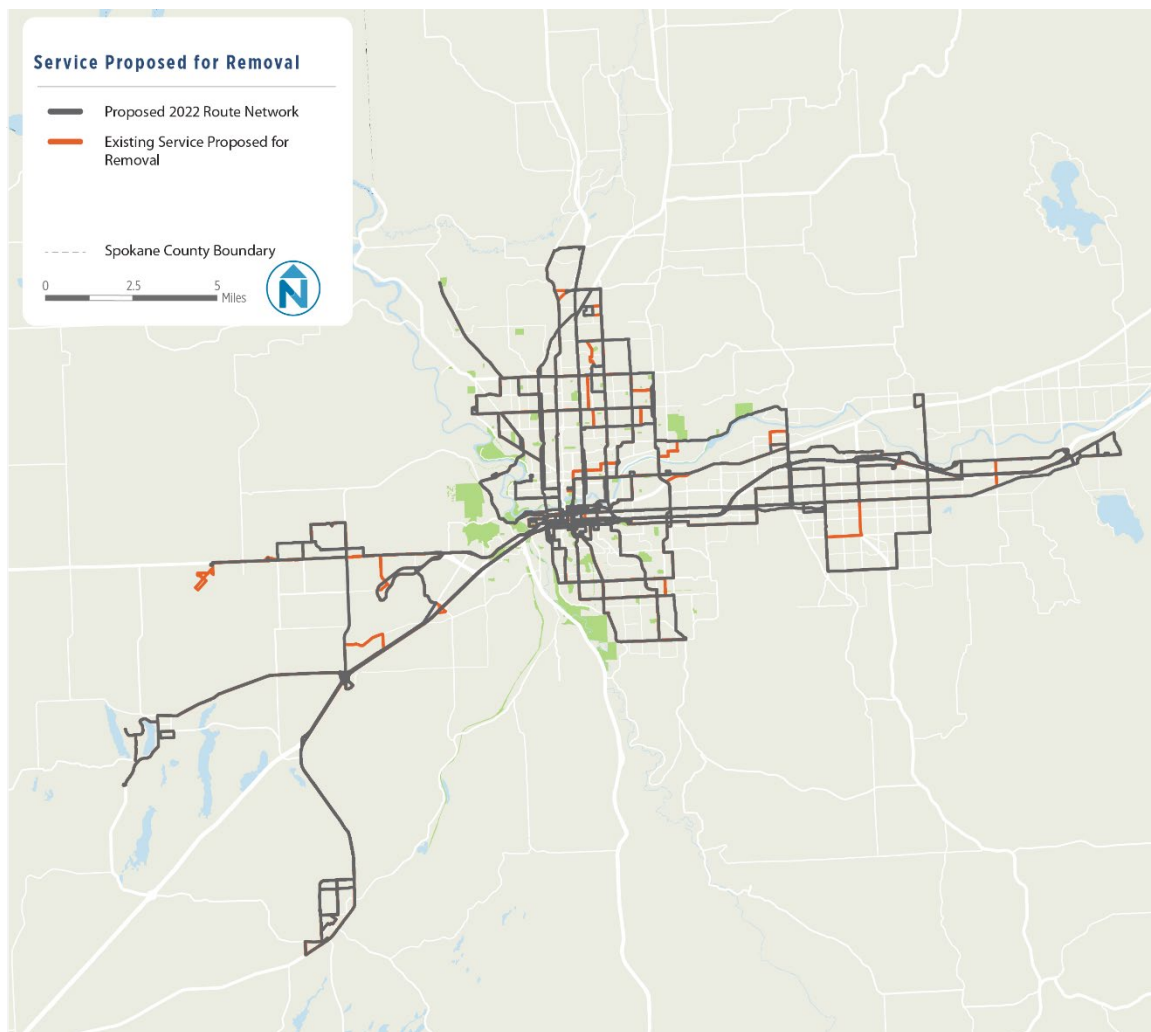 Service Proposed for Removal
Proposed 2022 Route Network
Existing Service Proposed for
Removal
Spokane County Boundary
0 2.5 5
Miles
N